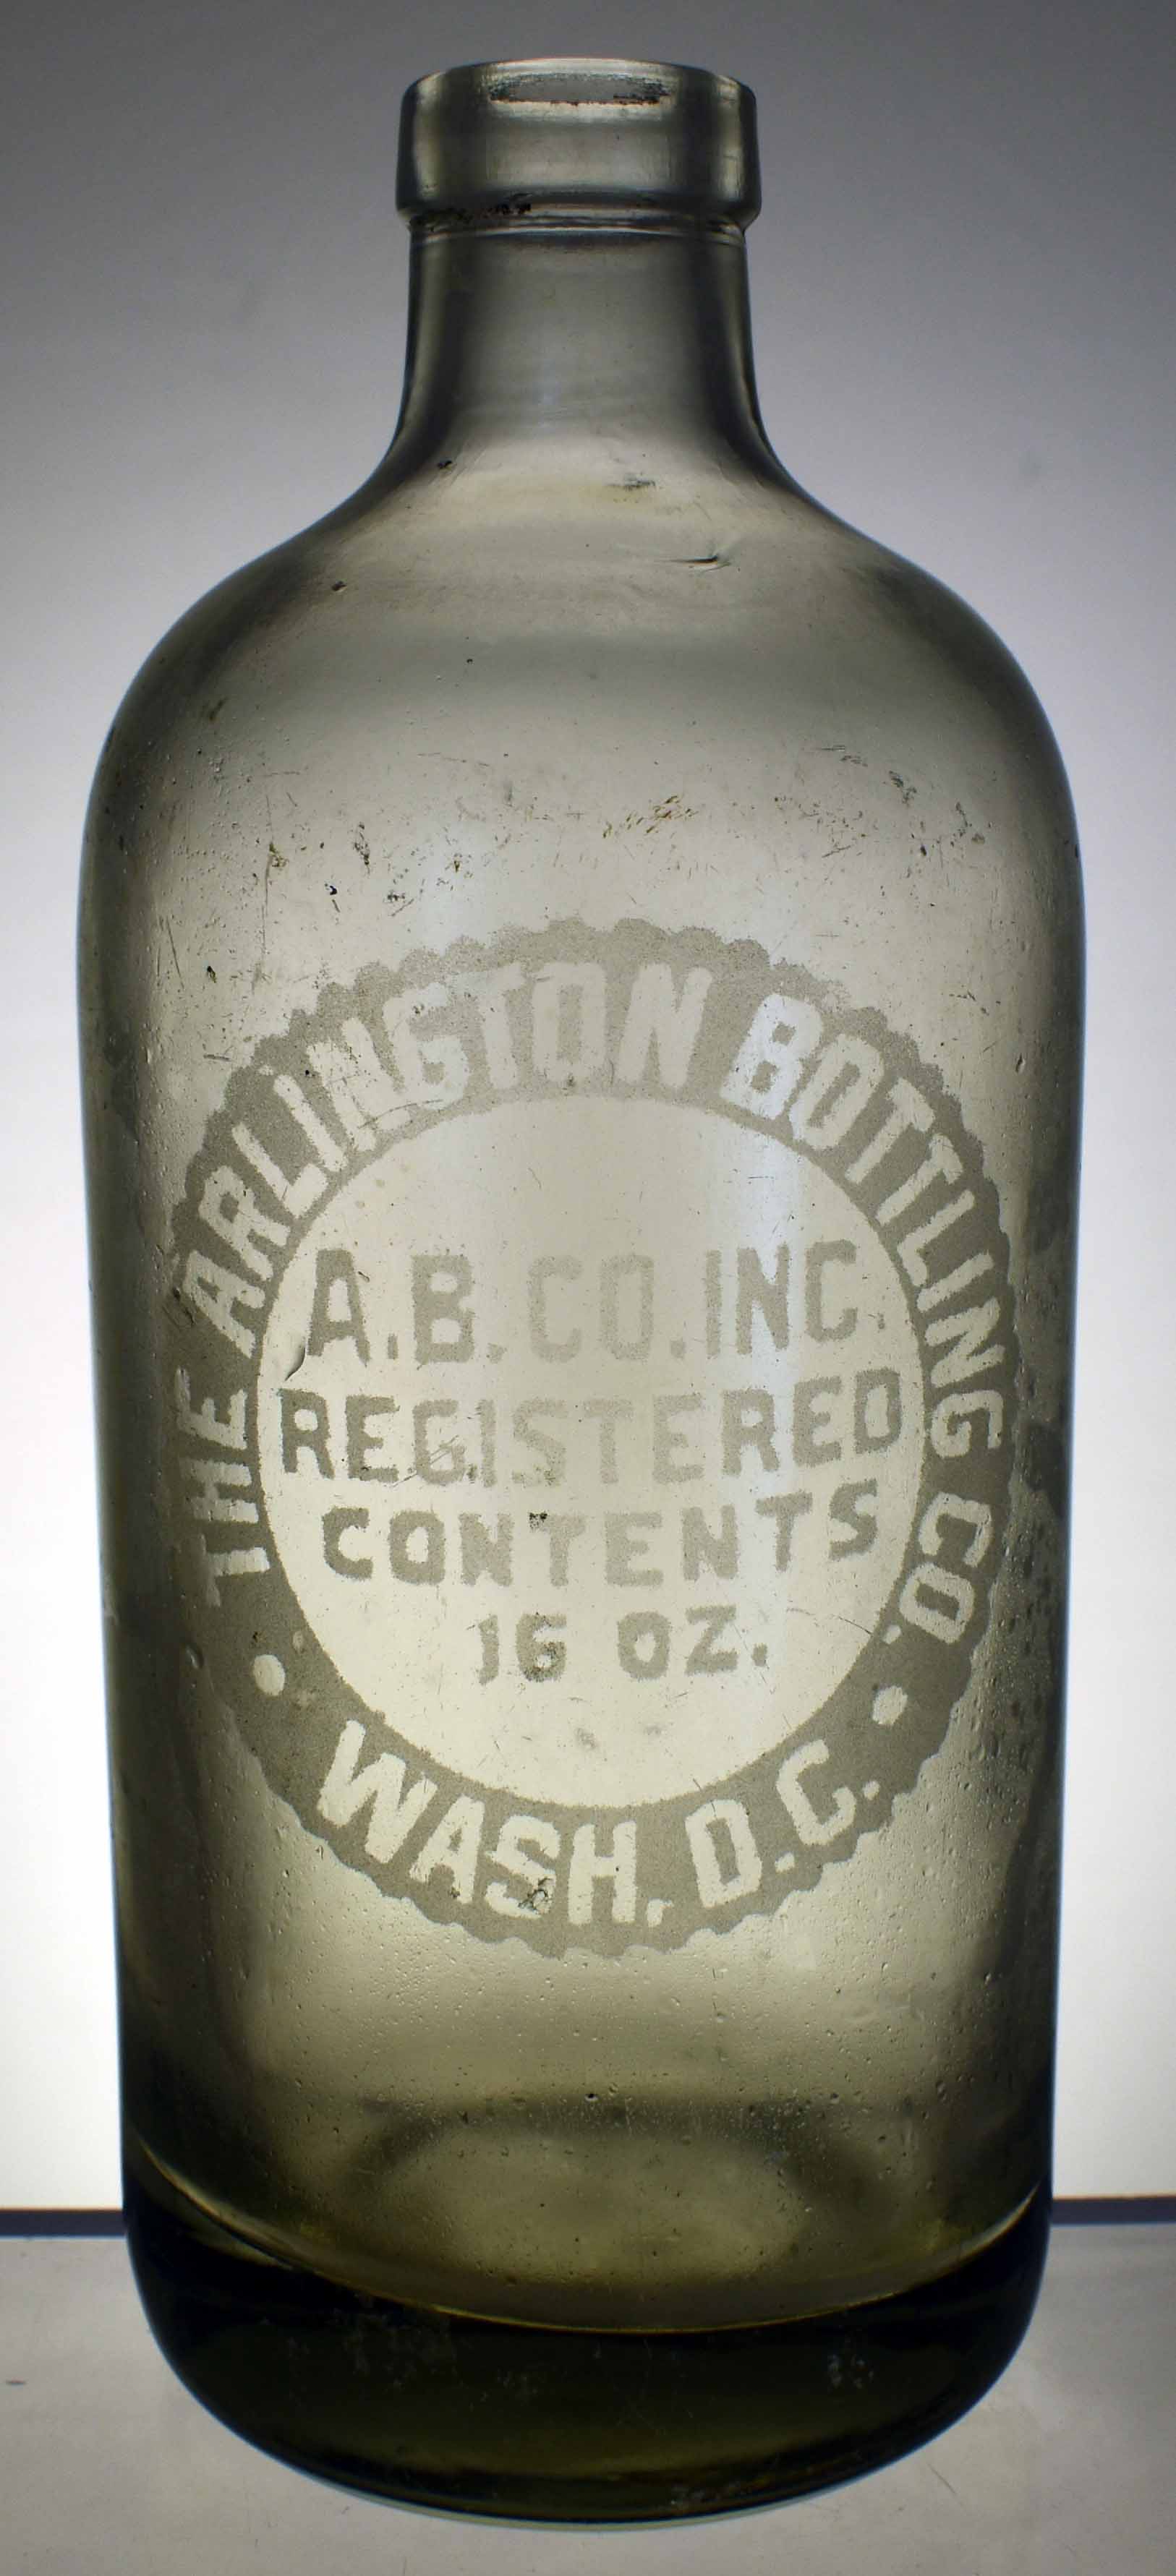 THE ARLINGTON BOTTLING CO.
A.B.CO.INC.
REGISTERED
CONTENTS
16 OZ.
WASH, D.C.